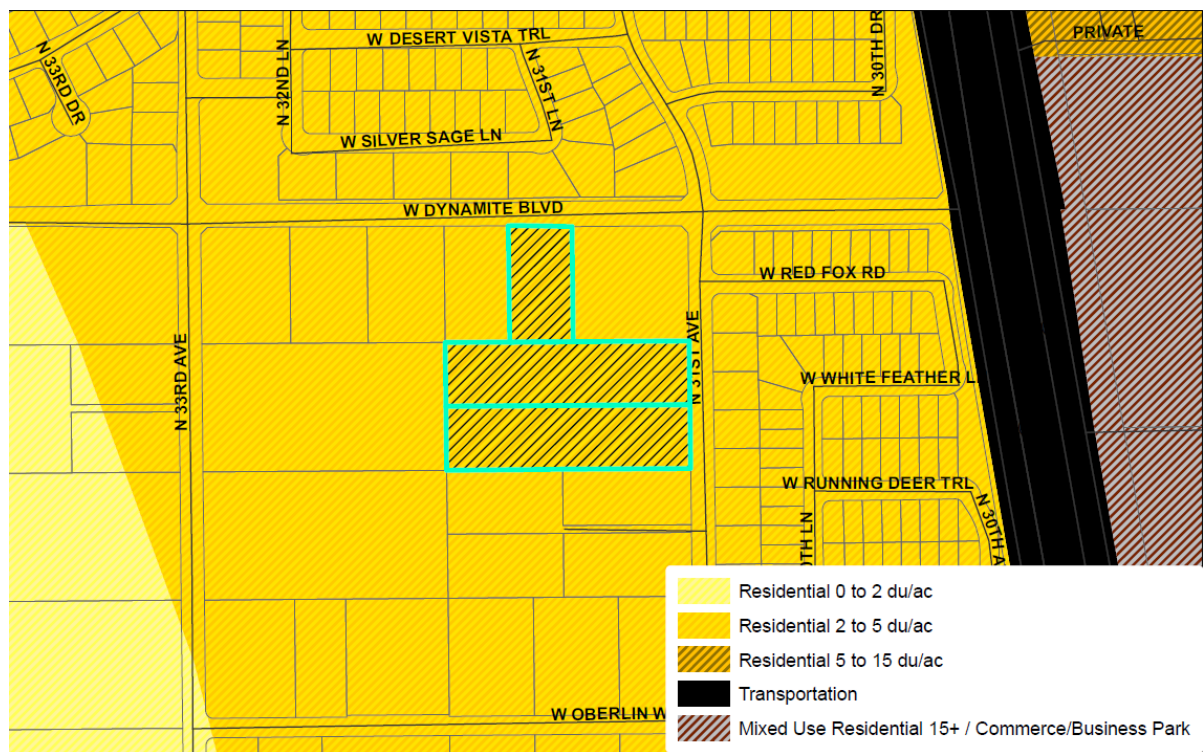 PRIVATE
W DESERT VISTA TRL
N 33RD DR
N 32ND LN
N 31ST LN
N 30TH DR
W SILVER SAGE LN
W DYNAMITE BLVD
W RED FOX RD
N 33RD AVE
N 31ST AVE
W WHITE FEATHER L
W RUNNING DEER TRL
0TH LN
N 30TH A
W OBERLIN W
Residential 0 to 2 du/ac
Residential 2 to 5 du/ac
Residential 5 to 15 du/ac
Transportation
Mixed Use Residential 15+ / Commerce/Business Park